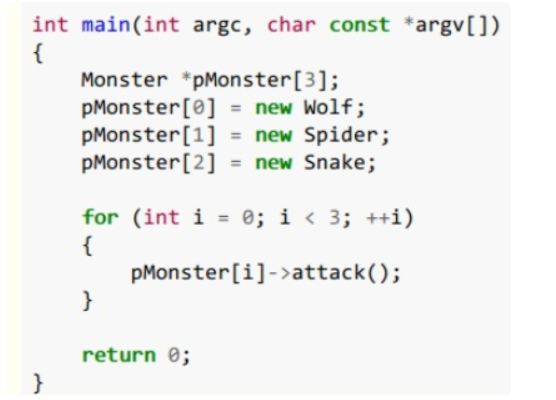 int main(int argc, char const *argv[])
{
    Monster *pMonster[3];
    pMonster[0] = new Wolf;
    pMonster[1] = new Spider;
    pMonster[2] = new Snake;

    for (int i = 0; i < 3; ++i)
    {
        pMonster[i]->attack();
    }

    return 0;
}